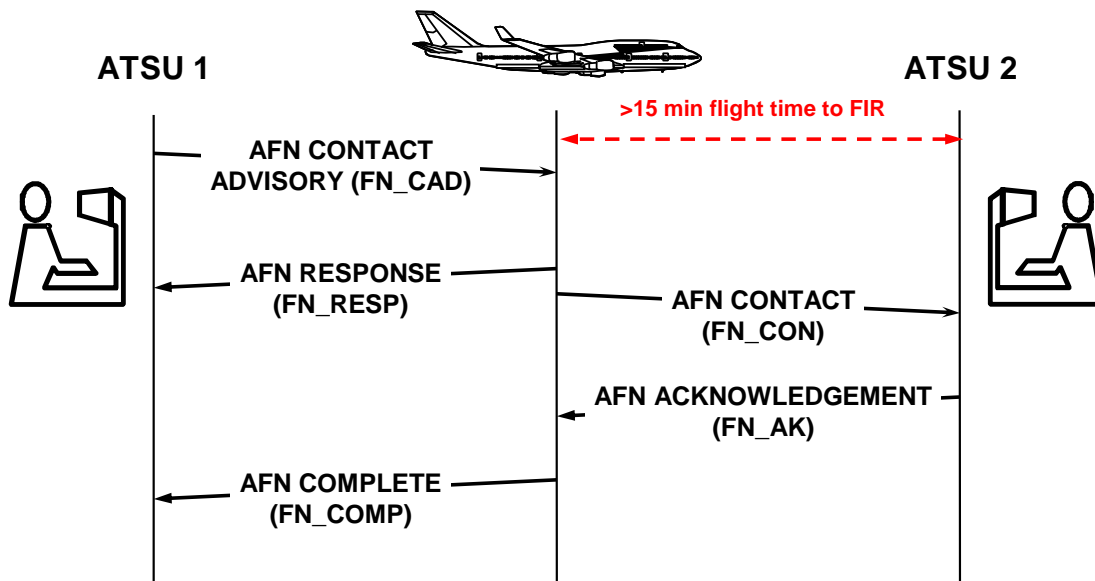 ATSU 1
ATSU 2
>15 min flight time to FIR
AFN CONTACT
ADVISORY (FN_CAD)
AFN RESPONSE
(FN_RESP)
AFN CONTACT
(FN_CON)
AFN ACKNOWLEDGEMENT
(FN_AK)
AFN COMPLETE
(FN_COMP)